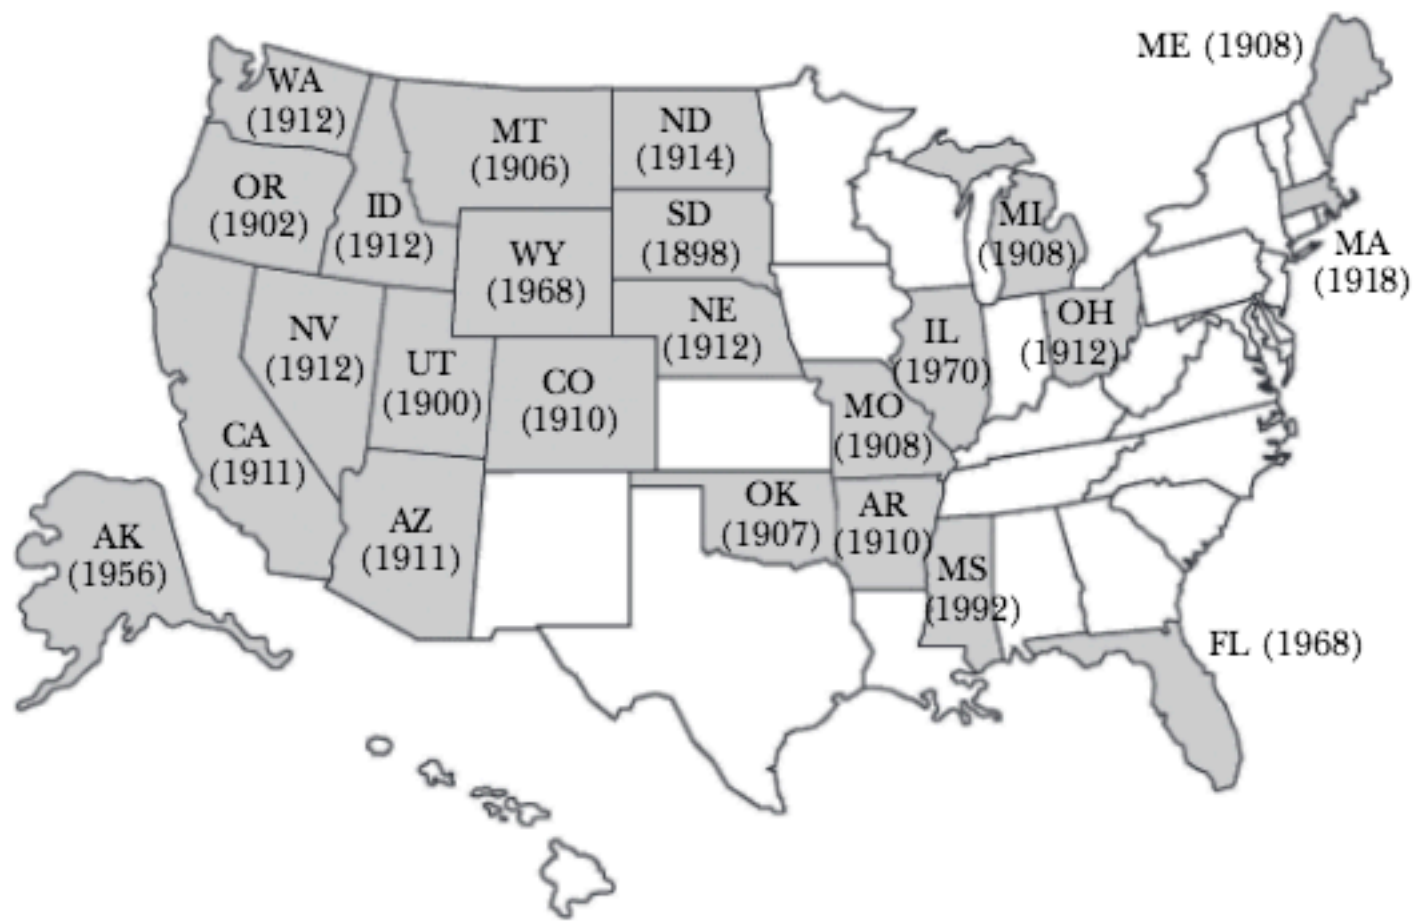 ME (1908)
WA
(1912)
MT
(1906)
ND
(1914)
OR
(1902)
ID
(1912)
WY
(1968)
SD
(1898)
MI
(1908)
MA
(1918)
NV
(1912)
UT
(1900)
CO
(1910)
NE
(1912)
IL
(1970)
OH
(1912)
CA
(1911)
MO
(1908)
AK
(1956)
AZ
(1911)
OK
(1907)
AR
(1910)
MS
(1992)
FL (1968)